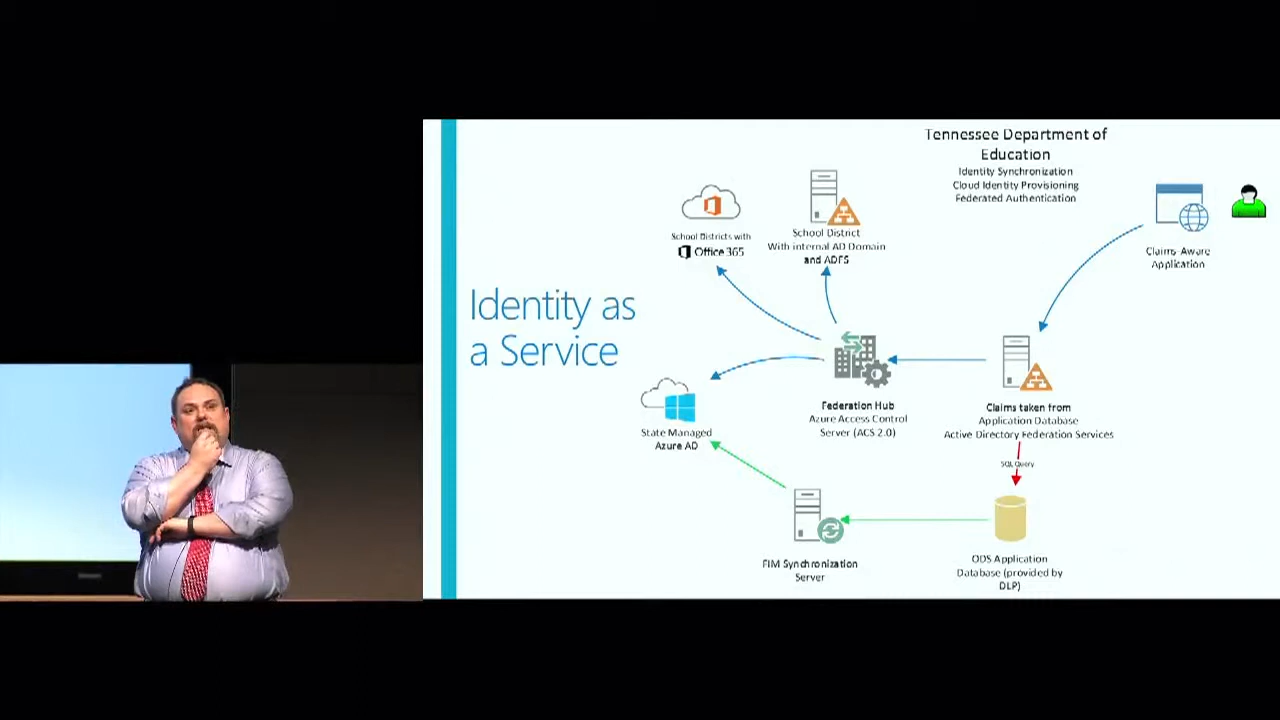 Tennessee Department of
Education
Identity Synchronization
Cloud Identity Provisioning
Federated Authentication
School Districts with
Office 365
School District
With internal AD Domain
and ADFS
Claims-Aware
Application
Identity as
a Service
Federation Hub
Azure Access Control
Server (ACS 2.0)
Claims taken from
Application Database
Active Directory Federation Services
State Managed
Azure AD
SQL Query
FIM Synchronization
Server
ODS Application
Database (provided by
DLP)